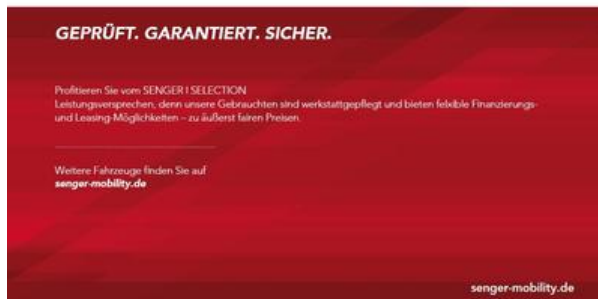 GEPRÜFT. GARANTIERT. SICHER.
Profitieren Sie vom SENGER I SELECTION
Leistungsversprechen, denn unsere Gebrauchten sind werkstattgepflegt und bieten felxible Finanzierungs-
und Leasing-Möglichkeiten – zu äußerst fairen Preisen.
Weitere Fahrzeuge finden Sie auf
senger-mobility.de
senger-mobility.de